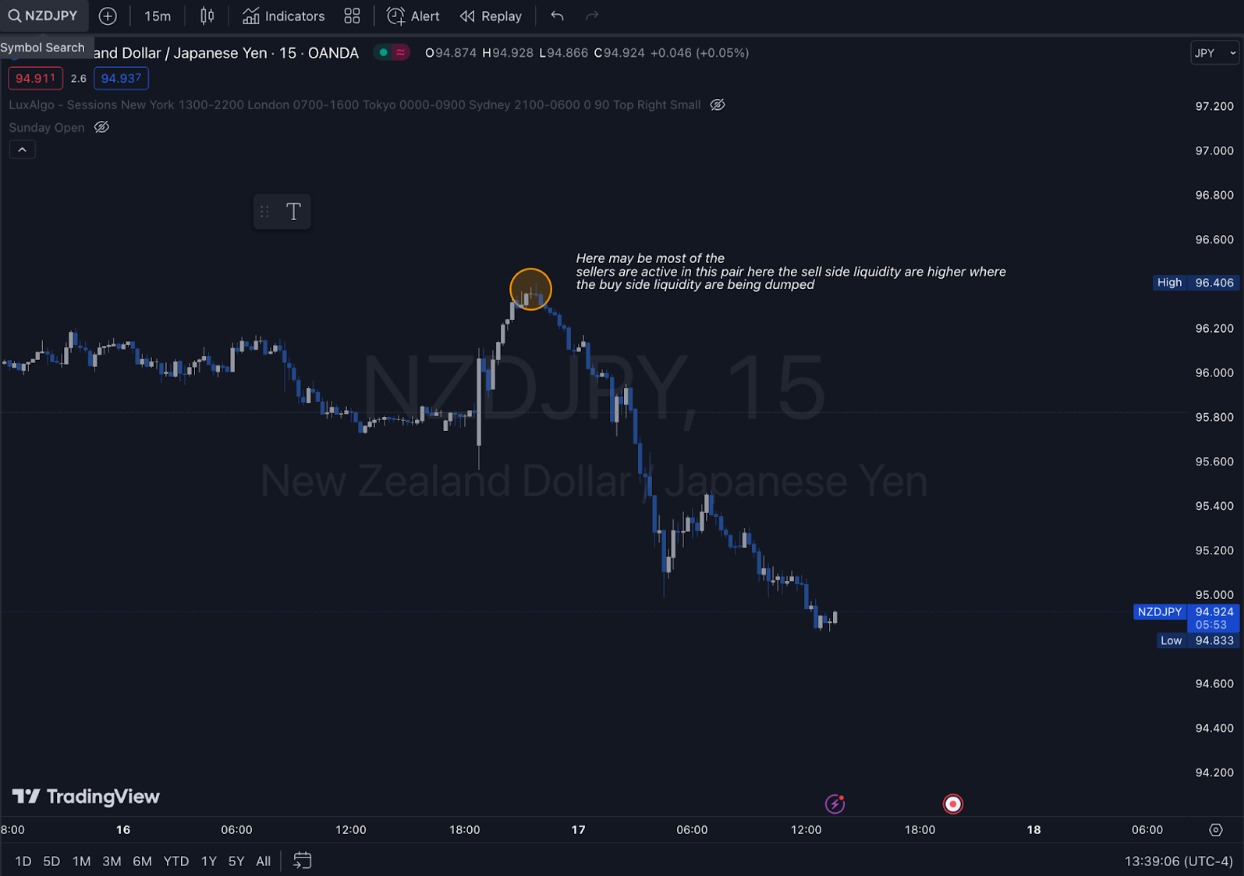 NZDJPY
15m
Indicators
Alert
Replay
Symbol Search
and Dollar / Japanese Yen · 15 · OANDA
O94.874 H94.928 L94.866 C94.924 +0.046 (+0.05%)
JPY
94.911
2.6
94.937
LuxAlgo - Sessions New York 1300-2200 London 0700-1600 Tokyo 0000-0900 Sydney 2100-0600 0 90 Top Right Small
Sunday Open
T
Here may be most of the
sellers are active in this pair here the sell side liquidity are higher where
the buy side liquidity are being dumped
NZDJPY, 15
New Zealand Dollar / Japanese Yen
97.200
97.000
96.800
96.600
High 96.406
96.200
96.000
95.800
95.600
95.400
95.200
95.000
NZDJPY 94.924
05:53
Low 94.833
94.600
94.400
94.200
TradingView
8:00 16 06:00 12:00 18:00 17 06:00 12:00 18:00 18 06:00
1D 5D 1M 3M 6M YTD 1Y 5Y All
13:39:06 (UTC-4)